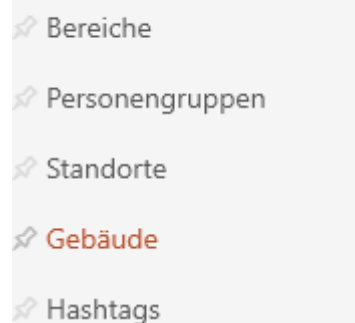 Bereiche
Personengruppen
Standorte
Gebäude
Hashtags